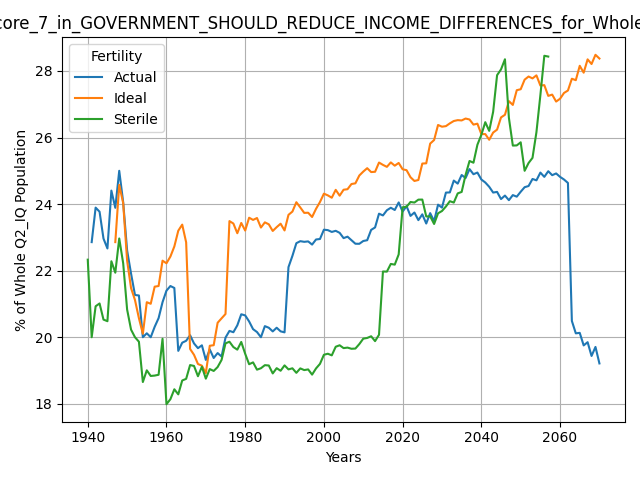 core_7_in_GOVERNMENT_SHOULD_REDUCE_INCOME_DIFFERENCES_for_Whole
Fertility
Actual
Ideal
Sterile
% of Whole Q2_IQ Population
28
26
24
22
20
18
1940 1960 1980 2000 2020 2040 2060
Years